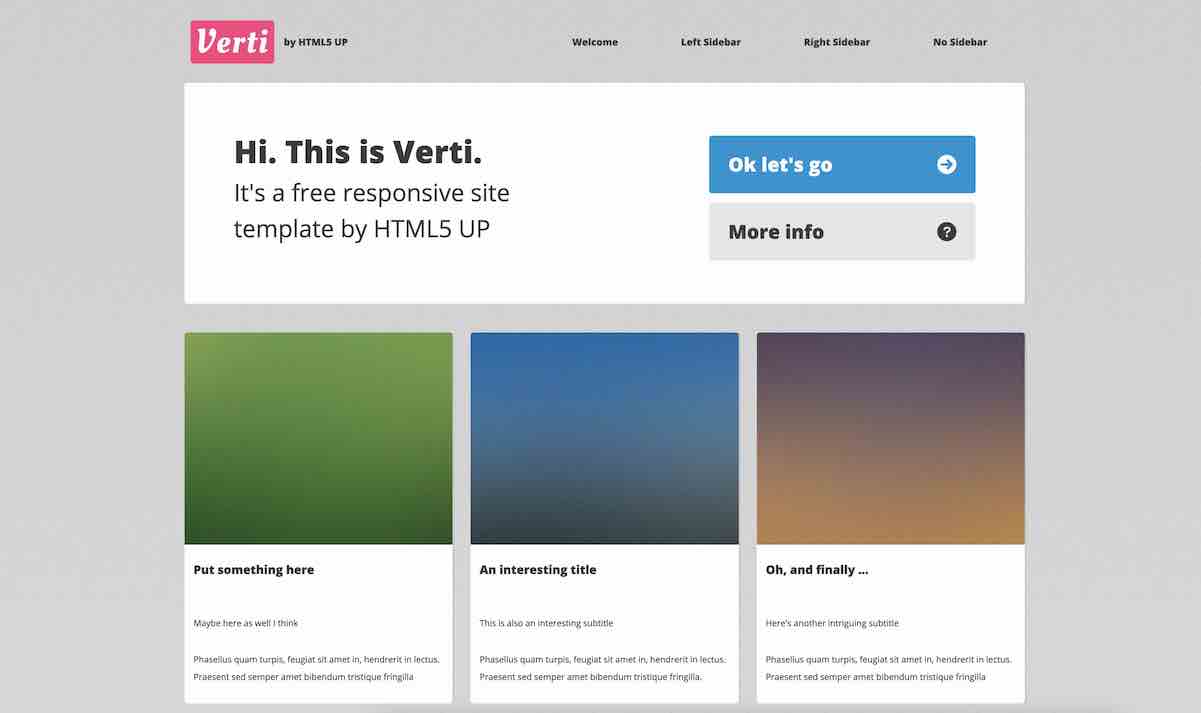 Verti by HTML5 UP Welcome Left Sidebar Right Sidebar No Sidebar
Hi. This is Verti.
It's a free responsive site
template by HTML5 UP
Ok let's go
More info
Put something here
Maybe here as well I think
Phasellus quam turpis, feugiat sit amet in, hendrerit in lectus.
Praesent sed semper amet bibendum tristique fringilla
An interesting title
This is also an interesting subtitle
Phasellus quam turpis, feugiat sit amet in, hendrerit in lectus.
Praesent sed semper amet bibendum tristique fringilla.
Oh, and finally ...
Here's another intriguing subtitle
Phasellus quam turpis, feugiat sit amet in, hendrerit in lectus.
Praesent sed semper amet bibendum tristique fringilla